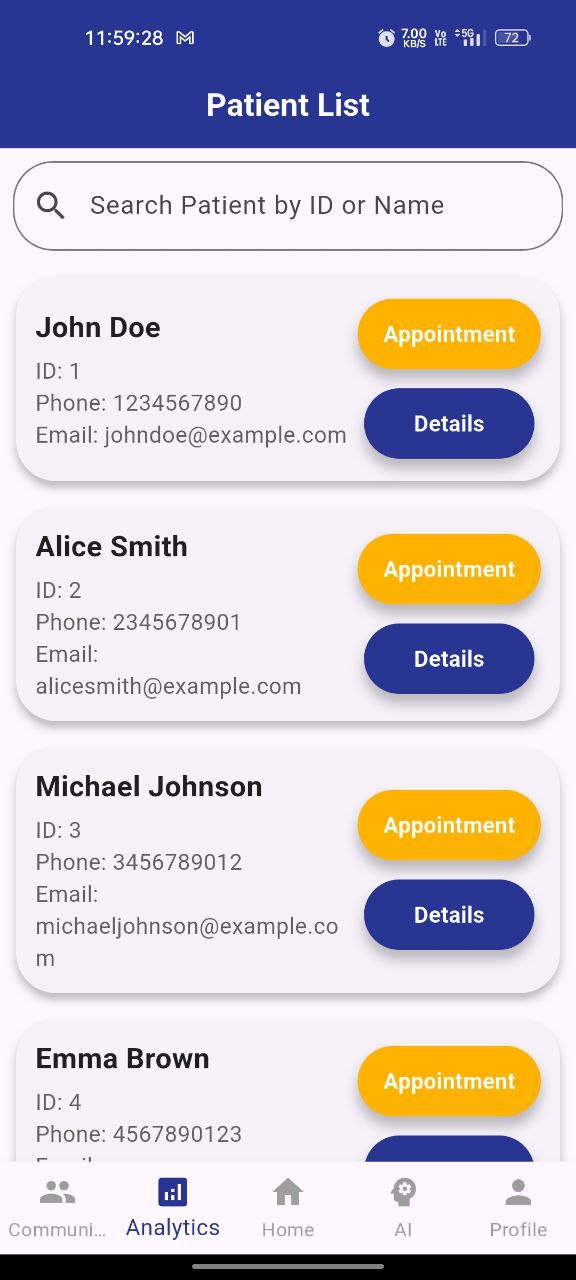 11:59:28 7.00 KB/S Vo LTE 5G 72
Patient List
Search Patient by ID or Name
John Doe
ID: 1
Phone: 1234567890
Email: johndoe@example.com
Appointment
Details
Alice Smith
ID: 2
Phone: 2345678901
Email:
alicesmith@example.com
Appointment
Details
Michael Johnson
ID: 3
Phone: 3456789012
Email:
michaeljohnson@example.co
m
Appointment
Details
Emma Brown
ID: 4
Phone: 4567890123
Appointment
Communi... Analytics Home AI Profile